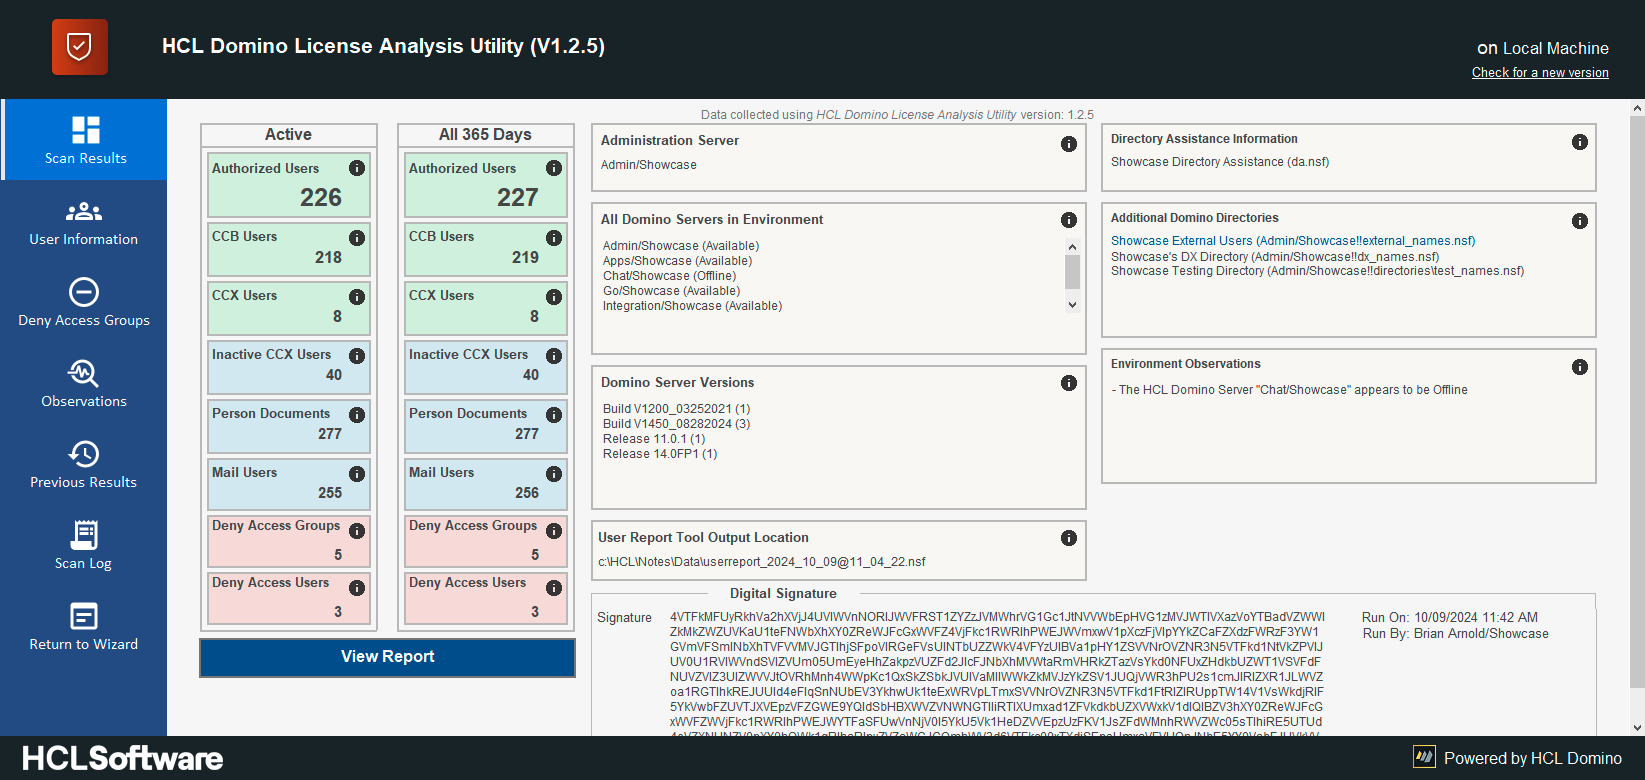 HCL Domino License Analysis Utility (V1.2.5)
on Local Machine
Check for a new version
Scan Results
User Information
Deny Access Groups
Observations
Previous Results
Scan Log
Return to Wizard
Data collected using HCL Domino License Analysis Utility version: 1.2.5
Active
Authorized Users
226
CCB Users
218
CCX Users
8
Inactive CCX Users
40
Person Documents
277
Mail Users
255
Deny Access Groups
5
Deny Access Users
3
All 365 Days
Authorized Users
227
CCB Users
219
CCX Users
8
Inactive CCX Users
40
Person Documents
277
Mail Users
256
Deny Access Groups
5
Deny Access Users
3
View Report
Administration Server
Admin/Showcase
All Domino Servers in Environment
Admin/Showcase (Available)
Apps/Showcase (Available)
Chat/Showcase (Offline)
Go/Showcase (Available)
Integration/Showcase (Available)
Domino Server Versions
Build V1200_03252021 (1)
Build V1450_08282024 (3)
Release 11.0.1 (1)
Release 14.0FP1 (1)
User Report Tool Output Location
c:\HCL\Notes\Data\userreport_2024_10_09@11_04_22.nsf
Directory Assistance Information
Showcase Directory Assistance (da.nsf)
Additional Domino Directories
Showcase External Users (Admin/Showcase!!external_names.nsf)
Showcase's DX Directory (Admin/Showcase!!dx_names.nsf)
Showcase Testing Directory (Admin/Showcase!!directories\test_names.nsf)
Environment Observations
- The HCL Domino Server "Chat/Showcase" appears to be Offline
Digital Signature
Signature
Run On: 10/09/2024 11:42 AM
Run By: Brian Arnold/Showcase
HCLSoftware
Powered by HCL Domino